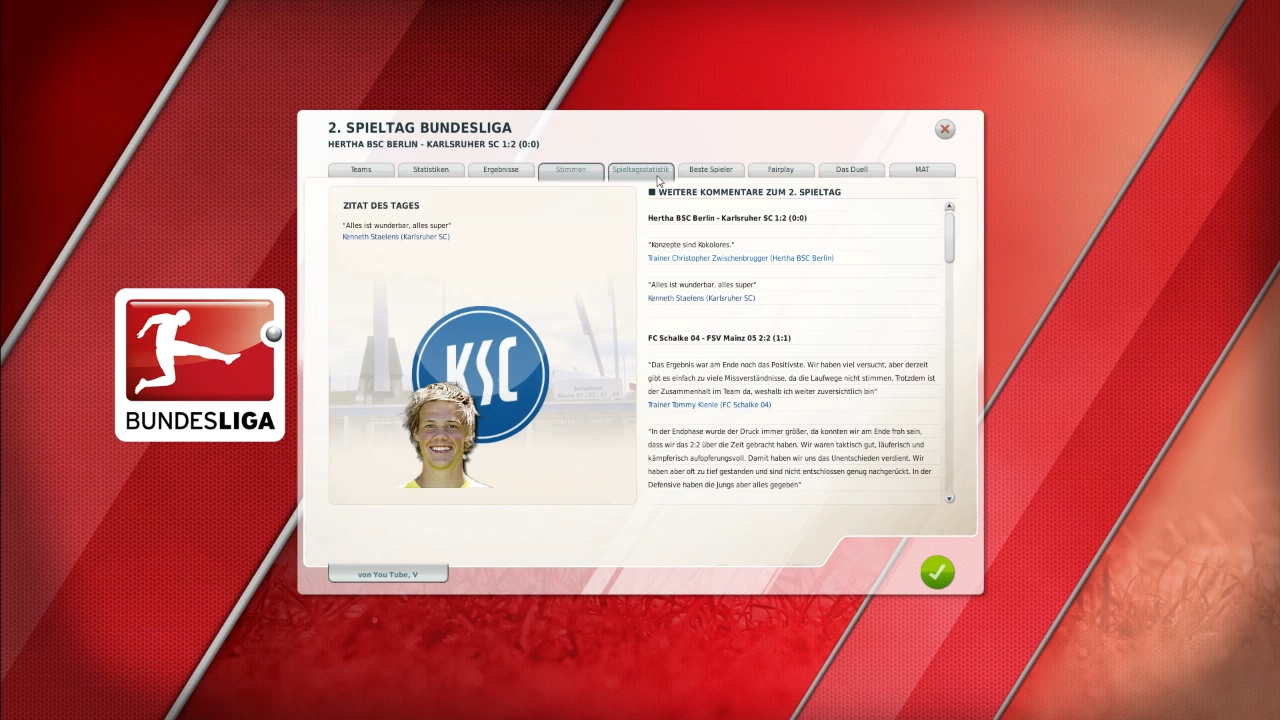 2. SPIELTAG BUNDESLIGA
HERTHA BSC BERLIN - KARLSRUHER SC 1:2 (0:0)
Teams
Statistiken
Ergebnisse
Stimmen
Spieltagsstatistik
Beste Spieler
Fairplay
Das Duell
MAT
ZITAT DES TAGES
"Alles ist wunderbar, alles super"
Kenneth Staelens (Karlsruher SC)
KSC
WEITERE KOMMENTARE ZUM 2. SPIELTAG
Hertha BSC Berlin - Karlsruher SC 1:2 (0:0)
"Konzepte sind Kokolores."
Trainer Christopher Zwischenbrugger (Hertha BSC Berlin)
"Alles ist wunderbar, alles super"
Kenneth Staelens (Karlsruher SC)
FC Schalke 04 - FSV Mainz 05 2:2 (1:1)
"Das Ergebnis war am Ende noch das Positivste. Wir haben viel versucht, aber derzeit
gibt es einfach zu viele Missverständnisse, da die Laufwege nicht stimmen. Trotzdem ist
der Zusammenhalt im Team da, weshalb ich weiter zuversichtlich bin"
Trainer Tommy Kienle (FC Schalke 04)
"In der Endphase wurde der Druck immer größer, da konnten wir am Ende froh sein,
dass wir das 2:2 über die Zeit gebracht haben. Wir waren taktisch gut, läuferisch und
kämpferisch aufopferungsvoll. Damit haben wir uns das Unentschieden verdient. Wir
haben aber oft zu tief gestanden und sind nicht entschlossen genug nachgerückt. In der
Defensive haben die Jungs aber alles gegeben"
von You Tube, V
BUNDESLIGA